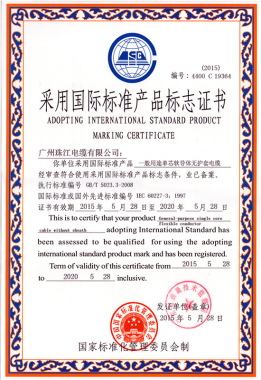 (2015)
编号：4400 C 19364
采用国际标准产品标志证书
ADOPTING INTERNATIONAL STANDARD PRODUCT
MARKING CERTIFICATE
广州珠江电缆有限公司：
你单位采用国际标准产品 一般用途单芯软导体无护套电缆
经审查符合使用采用国际标准产品标志条件，业已备案。
执行标准编号 GB/T 5023.3-2008
国际标准或国外先进标准编号 IEC 60227-3: 1997
证书有效期 2015 年 5 月 28 日至 2020 年 5 月 28 日
This is to certify that your product general-purpose single core
flexible conductor
cable without sheath adopting International Standard has
been assessed to be qualified for using the adopting
international standard product mark and has been registered.
Term of validity of this certificate from 2015 5 28
to 2020 5 28 , inclusive.
发证单位(盖章)
2015 年 5 月 28 日
国家标准化管理委员会制